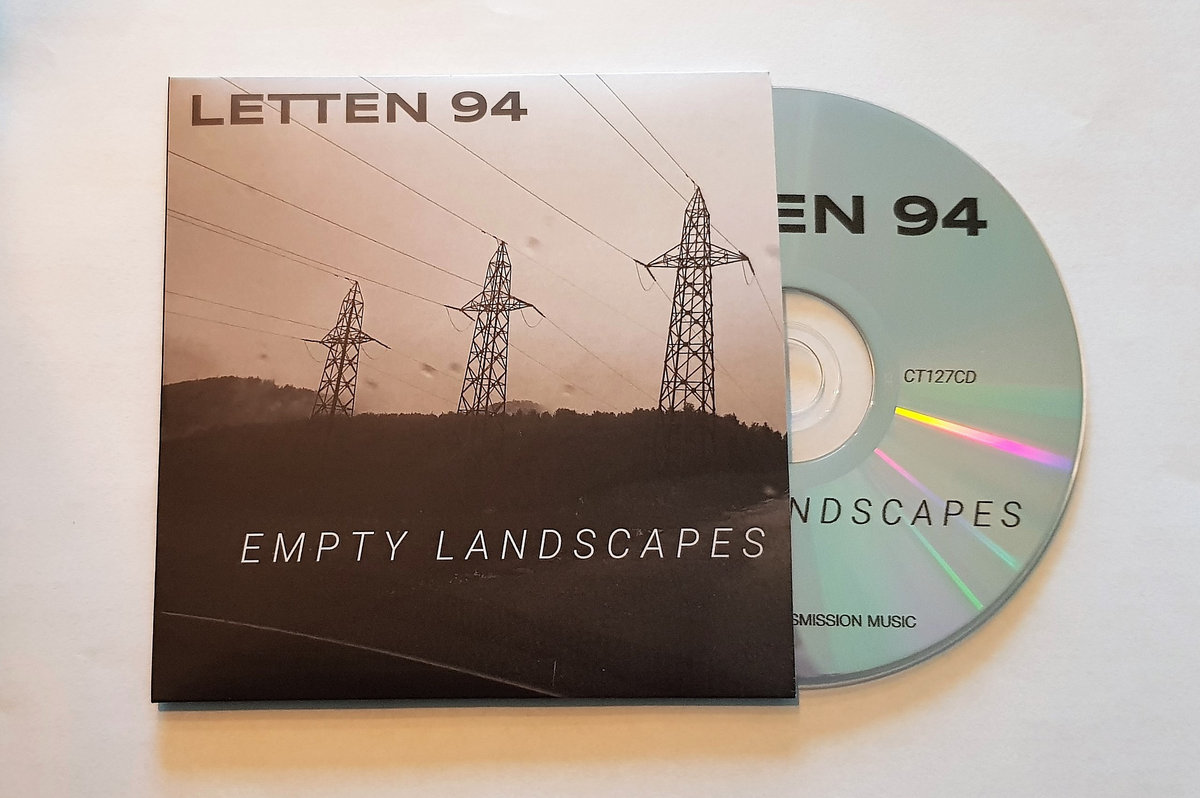 LETTEN 94
EMPTY LANDSCAPES
EN 94
CT127CD
NDSCAPES
SMISSION MUSIC